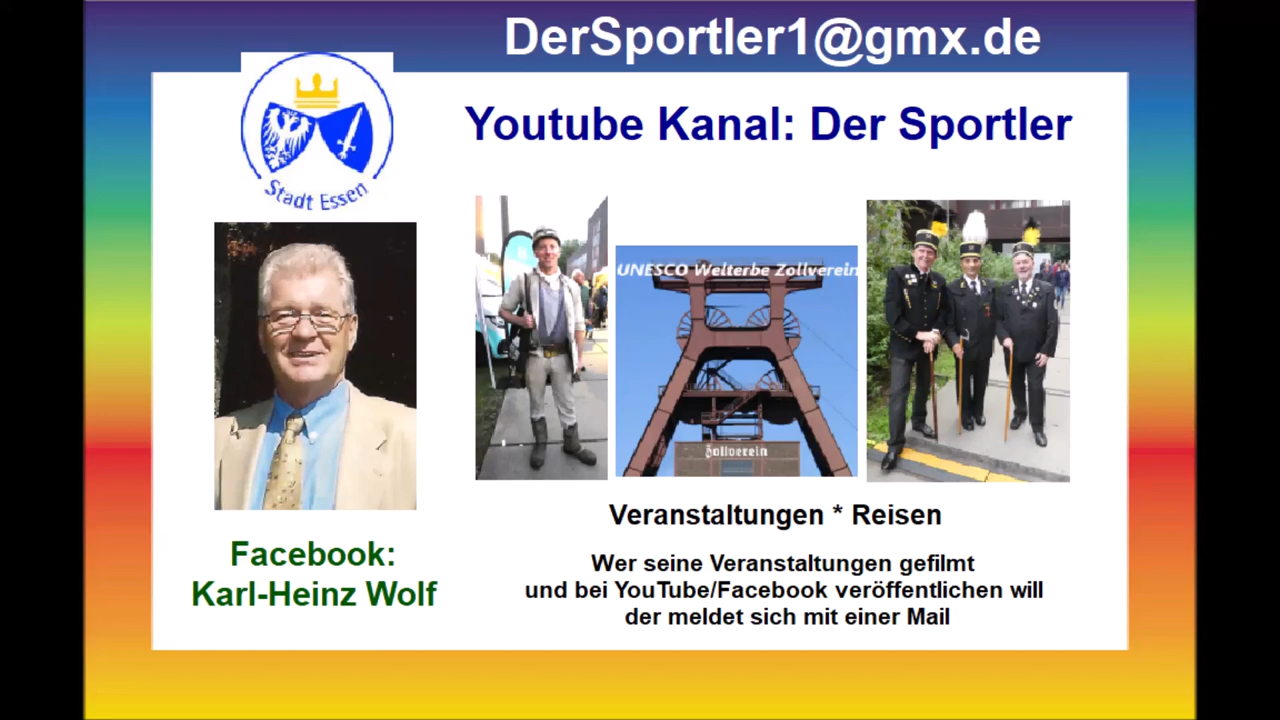 DerSportler1@gmx.de
Youtube Kanal: Der Sportler
Stadt Essen
UNESCO Welterbe Zollverein
Zollverein
Veranstaltungen * Reisen
Wer seine Veranstaltungen gefilmt
und bei YouTube/Facebook veröffentlichen will
der meldet sich mit einer Mail
Facebook:
Karl-Heinz Wolf